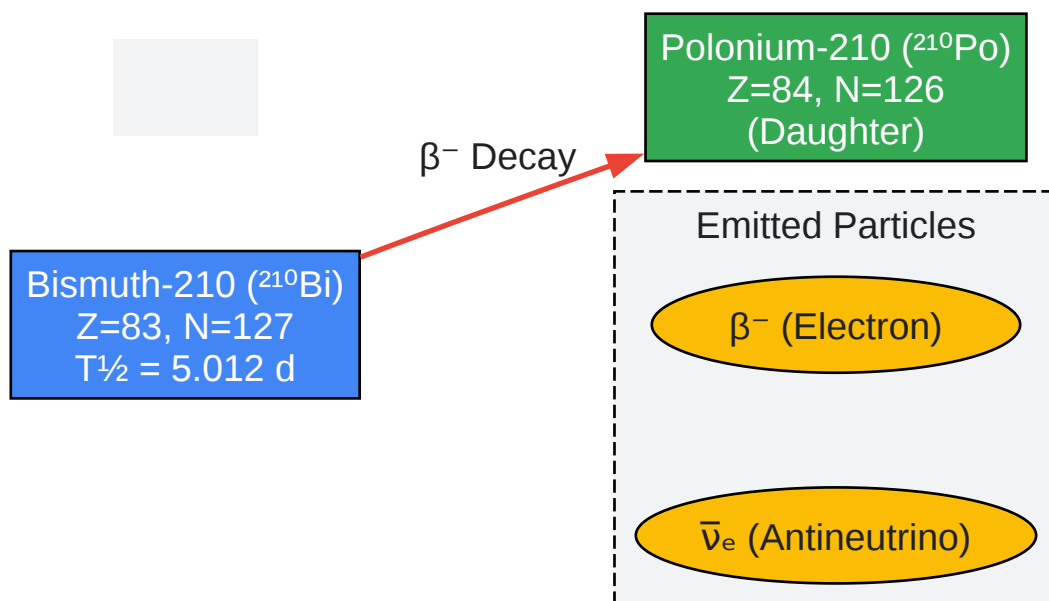 Polonium-210 (²¹⁰Po)
Z=84, N=126
(Daughter)
β⁻ Decay
Emitted Particles
Bismuth-210 (²¹⁰Bi)
Z=83, N=127
T½ = 5.012 d
β⁻ (Electron)
ν̅ₑ (Antineutrino)